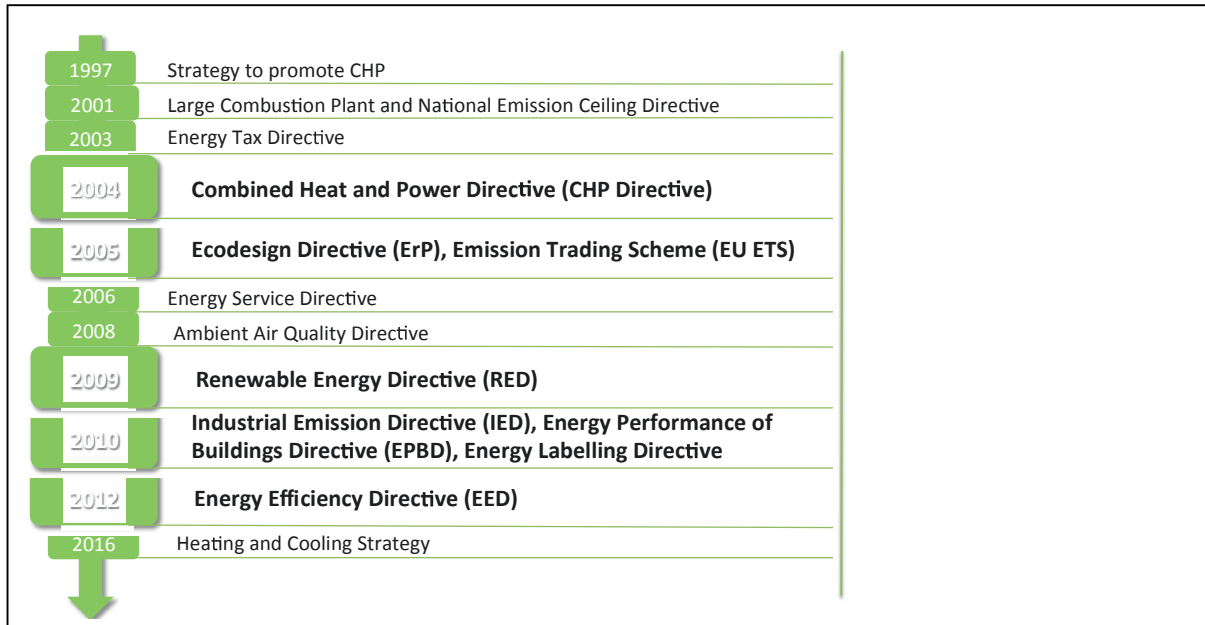 1997 Strategy to promote CHP
2001 Large Combustion Plant and National Emission Ceiling Directive
2003 Energy Tax Directive
2004 Combined Heat and Power Directive (CHP Directive)
2005 Ecodesign Directive (ErP), Emission Trading Scheme (EU ETS)
2006 Energy Service Directive
2008 Ambient Air Quality Directive
2009 Renewable Energy Directive (RED)
2010 Industrial Emission Directive (IED), Energy Performance of
Buildings Directive (EPBD), Energy Labelling Directive
2012 Energy Efficiency Directive (EED)
2016 Heating and Cooling Strategy